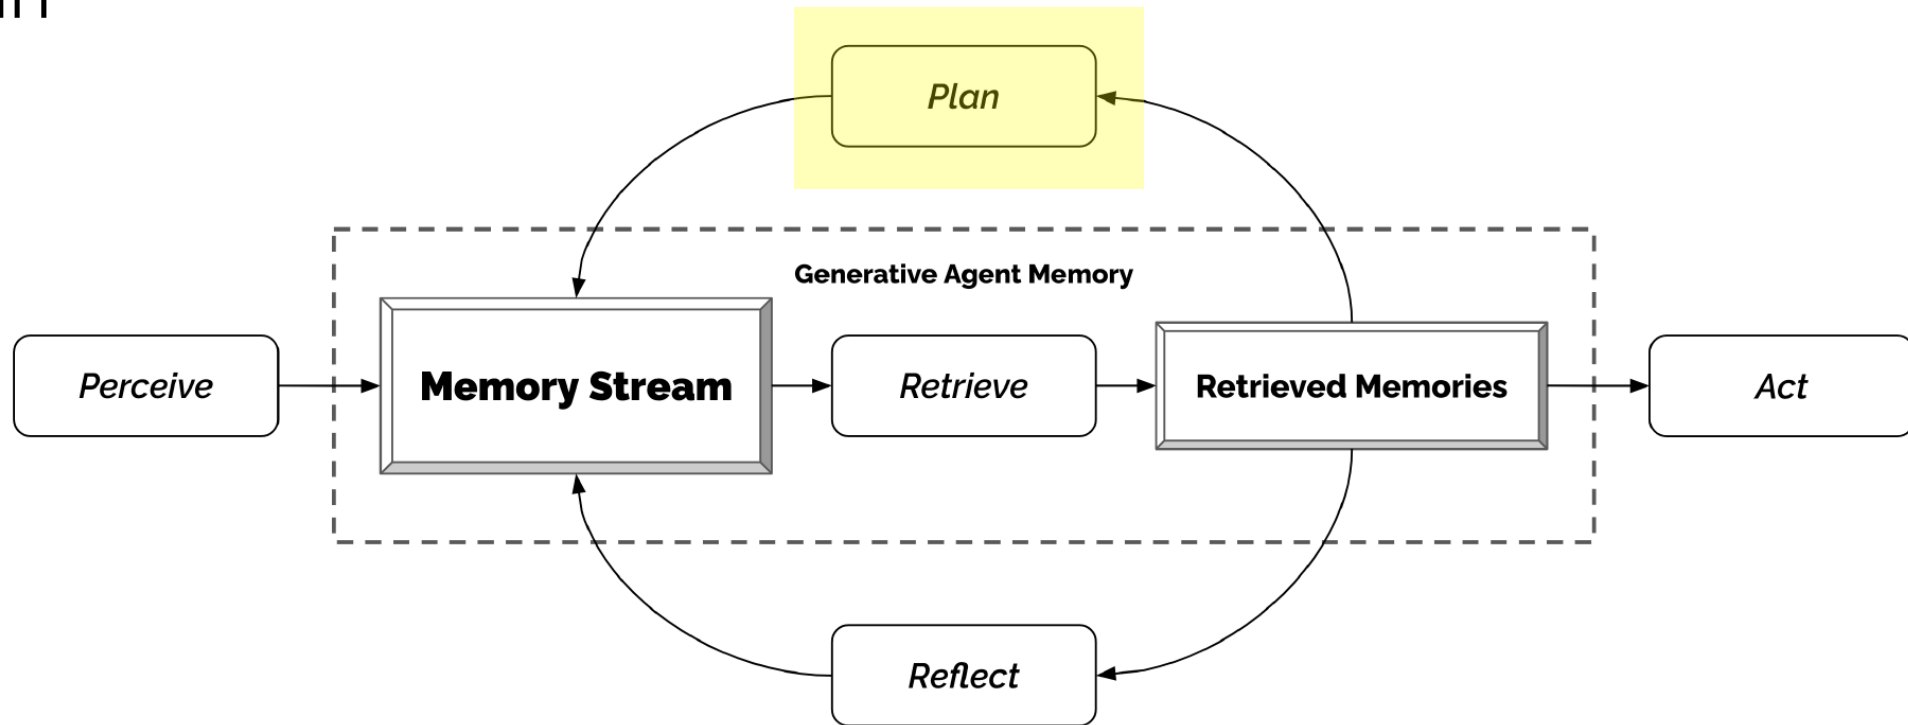 Plan
Generative Agent Memory
Perceive
Memory Stream
Retrieve
Retrieved Memories
Act
Reflect